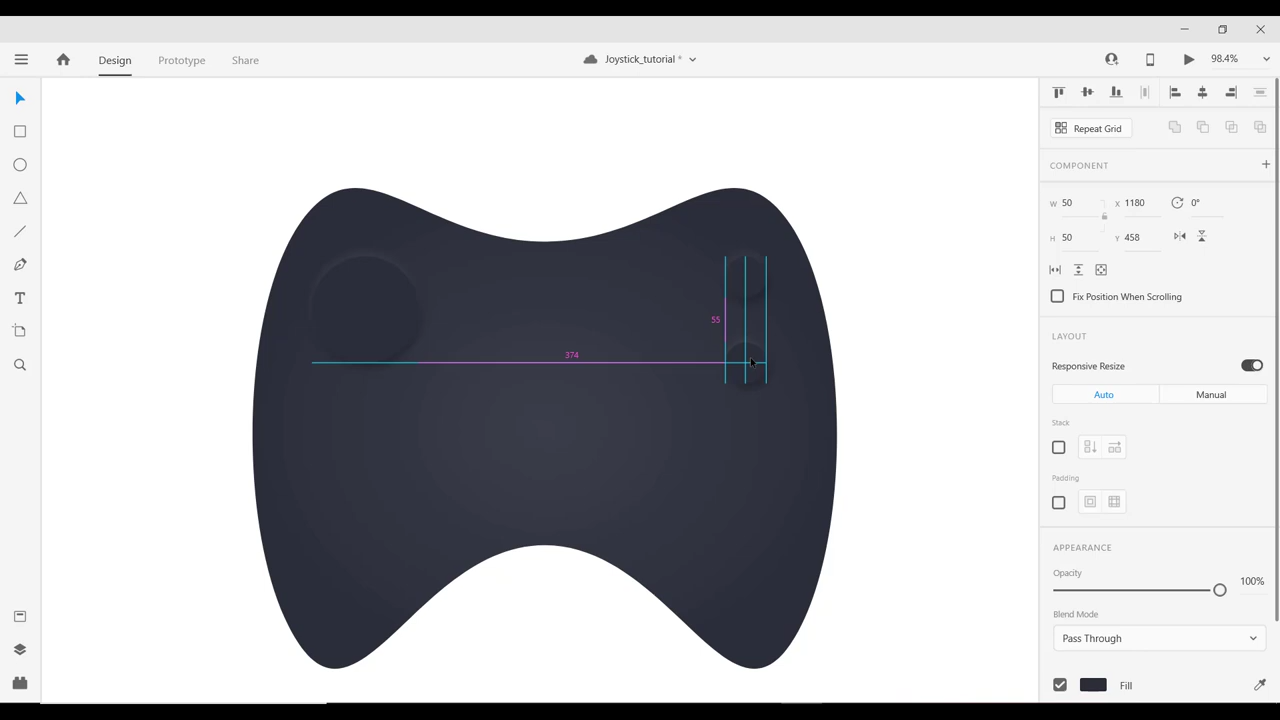 Joystick_tutorial *
98.4%
Design
Prototype
Share
Repeat Grid
COMPONENT
W 50
X 1180
0°
H 50
Y 458
Fix Position When Scrolling
LAYOUT
Responsive Resize
Auto
Manual
Stack
Padding
APPEARANCE
Opacity
100%
Blend Mode
Pass Through
Fill
55
374